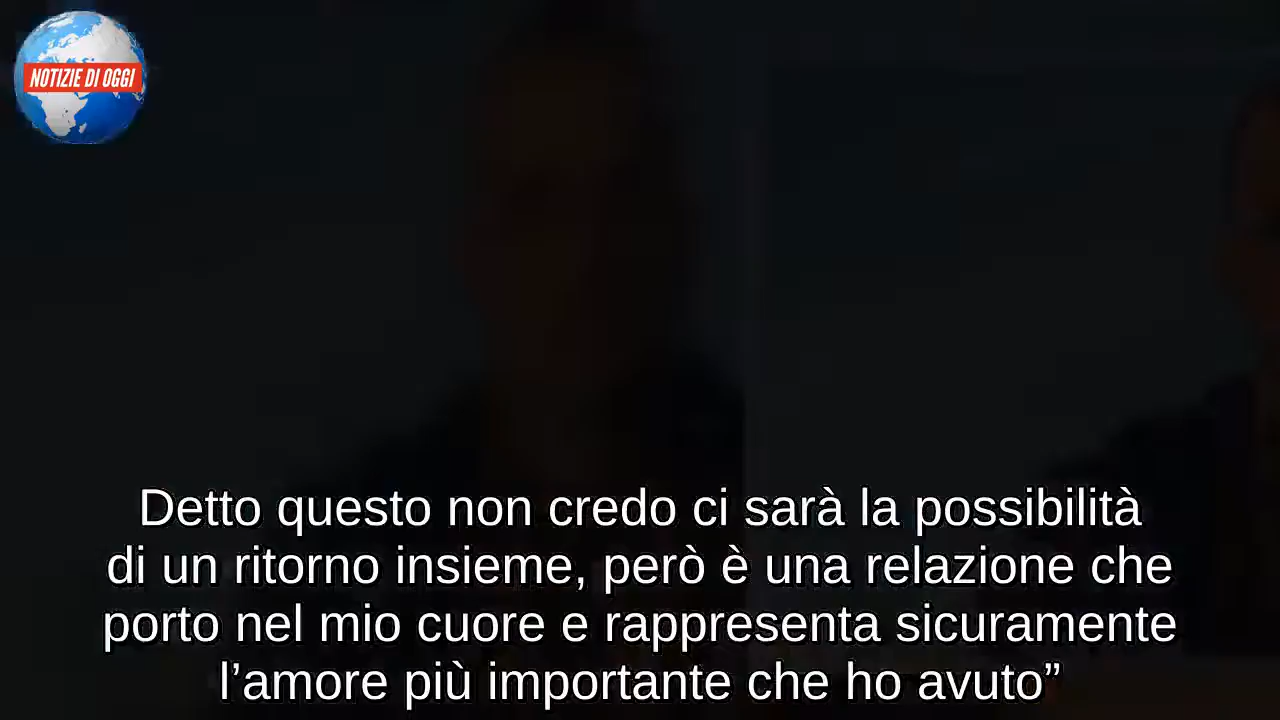 NOTIZIE DI OGGI
Detto questo non credo ci sarà la possibilità
di un ritorno insieme, però è una relazione che
porto nel mio cuore e rappresenta sicuramente
l’amore più importante che ho avuto”